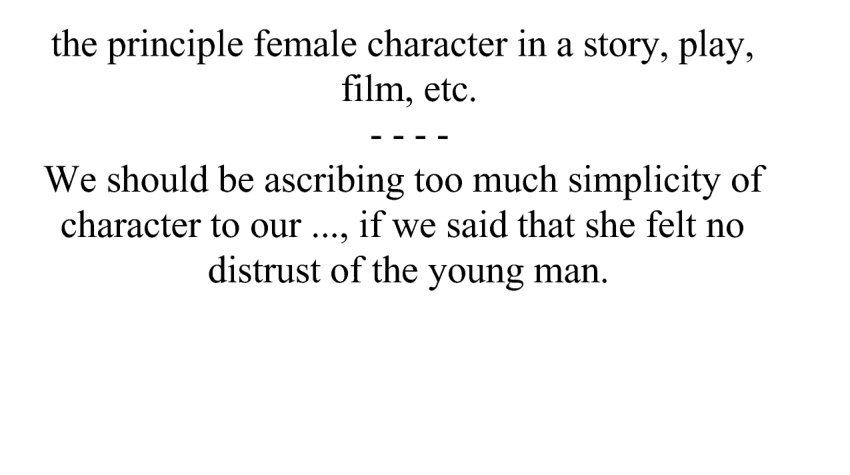 the principle female character in a story, play,
film, etc.
- - - -
We should be ascribing too much simplicity of
character to our ..., if we said that she felt no
distrust of the young man.